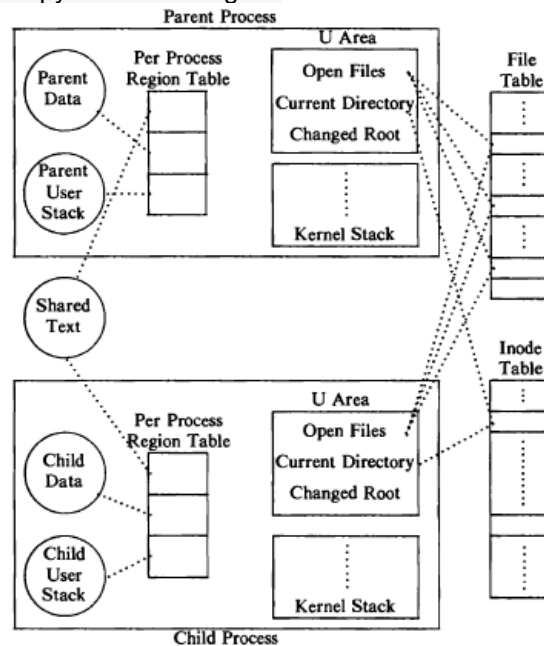 Parent Process
U Area
Per Process
Region Table
Parent
Data
Open Files
Current Directory
Changed Root
File
Table
Parent
User
Stack
Kernel Stack
Shared
Text
Inode
Table
U Area
Per Process
Region Table
Open Files
Current Directory
Changed Root
Child
Data
Child
User
Stack
Kernel Stack
Child Process